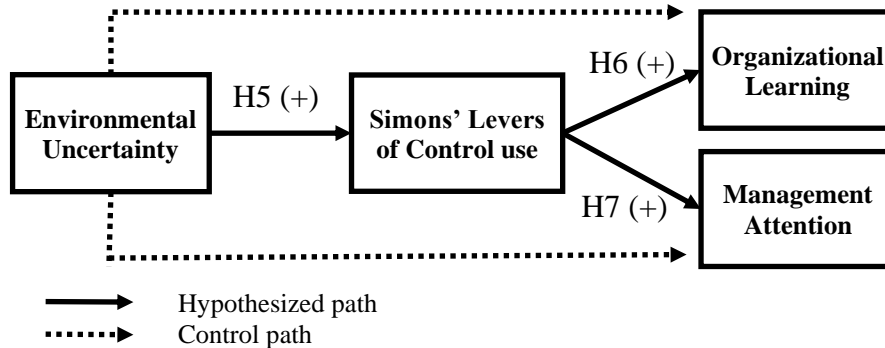 Environmental
Uncertainty
H5 (+)
Simons’ Levers
of Control use
H6 (+)
Organizational
Learning
H7 (+)
Management
Attention
Hypothesized path
Control path